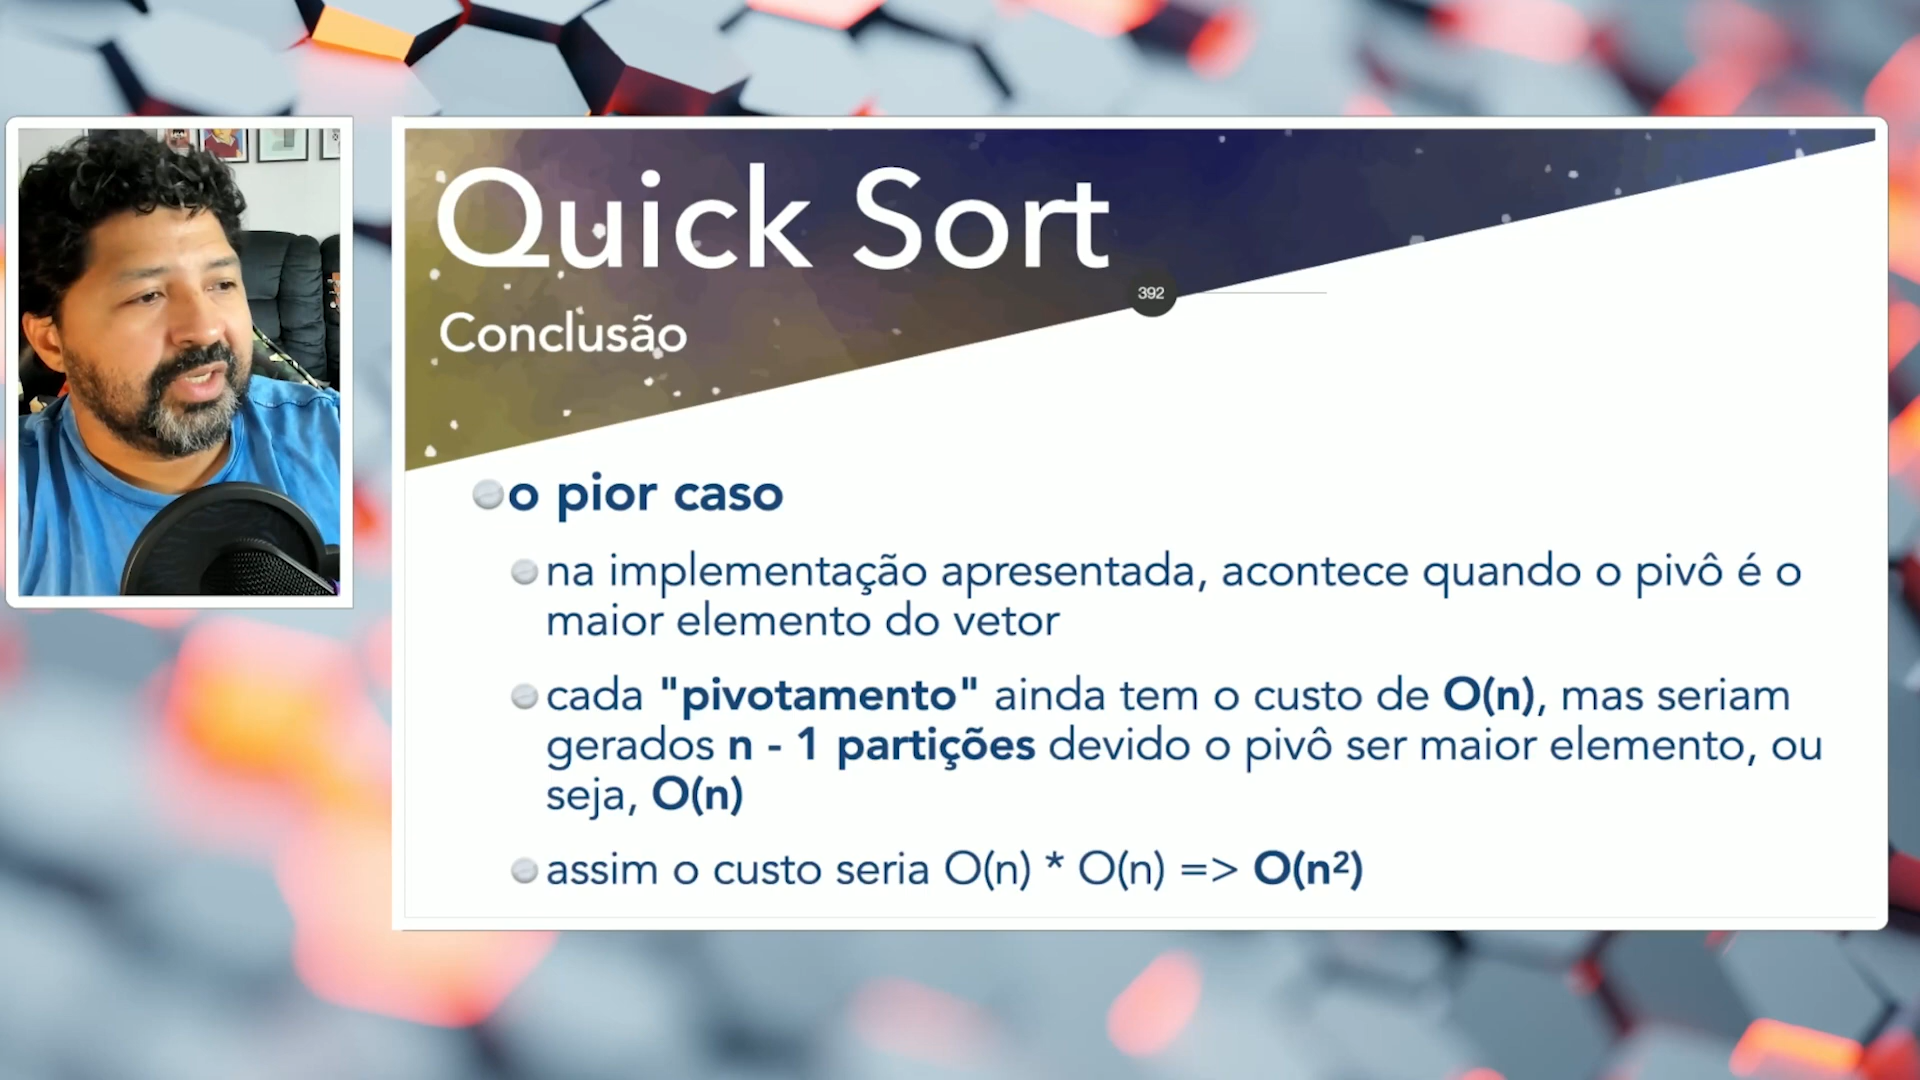 Quick Sort
392
Conclusão
o pior caso
na implementação apresentada, acontece quando o pivô é o
maior elemento do vetor
cada "pivotamento" ainda tem o custo de O(n), mas seriam
gerados n - 1 partições devido o pivô ser maior elemento, ou
seja, O(n)
assim o custo seria O(n) * O(n) => O(n²)